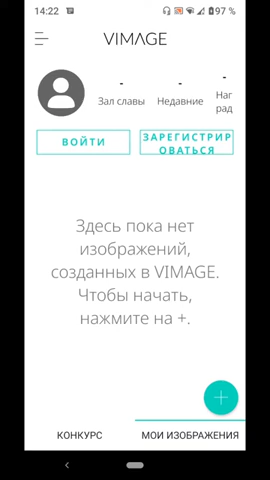 14:22
97 %
VIMAGE
- - -
Зал славы Недавние Наг
рад
ВОЙТИ ЗАРЕГИСТРИР
ОВАТЬСЯ
Здесь пока нет
изображений,
созданных в VIMAGE.
Чтобы начать,
нажмите на +.
+
КОНКУРС МОИ ИЗОБРАЖЕНИЯ